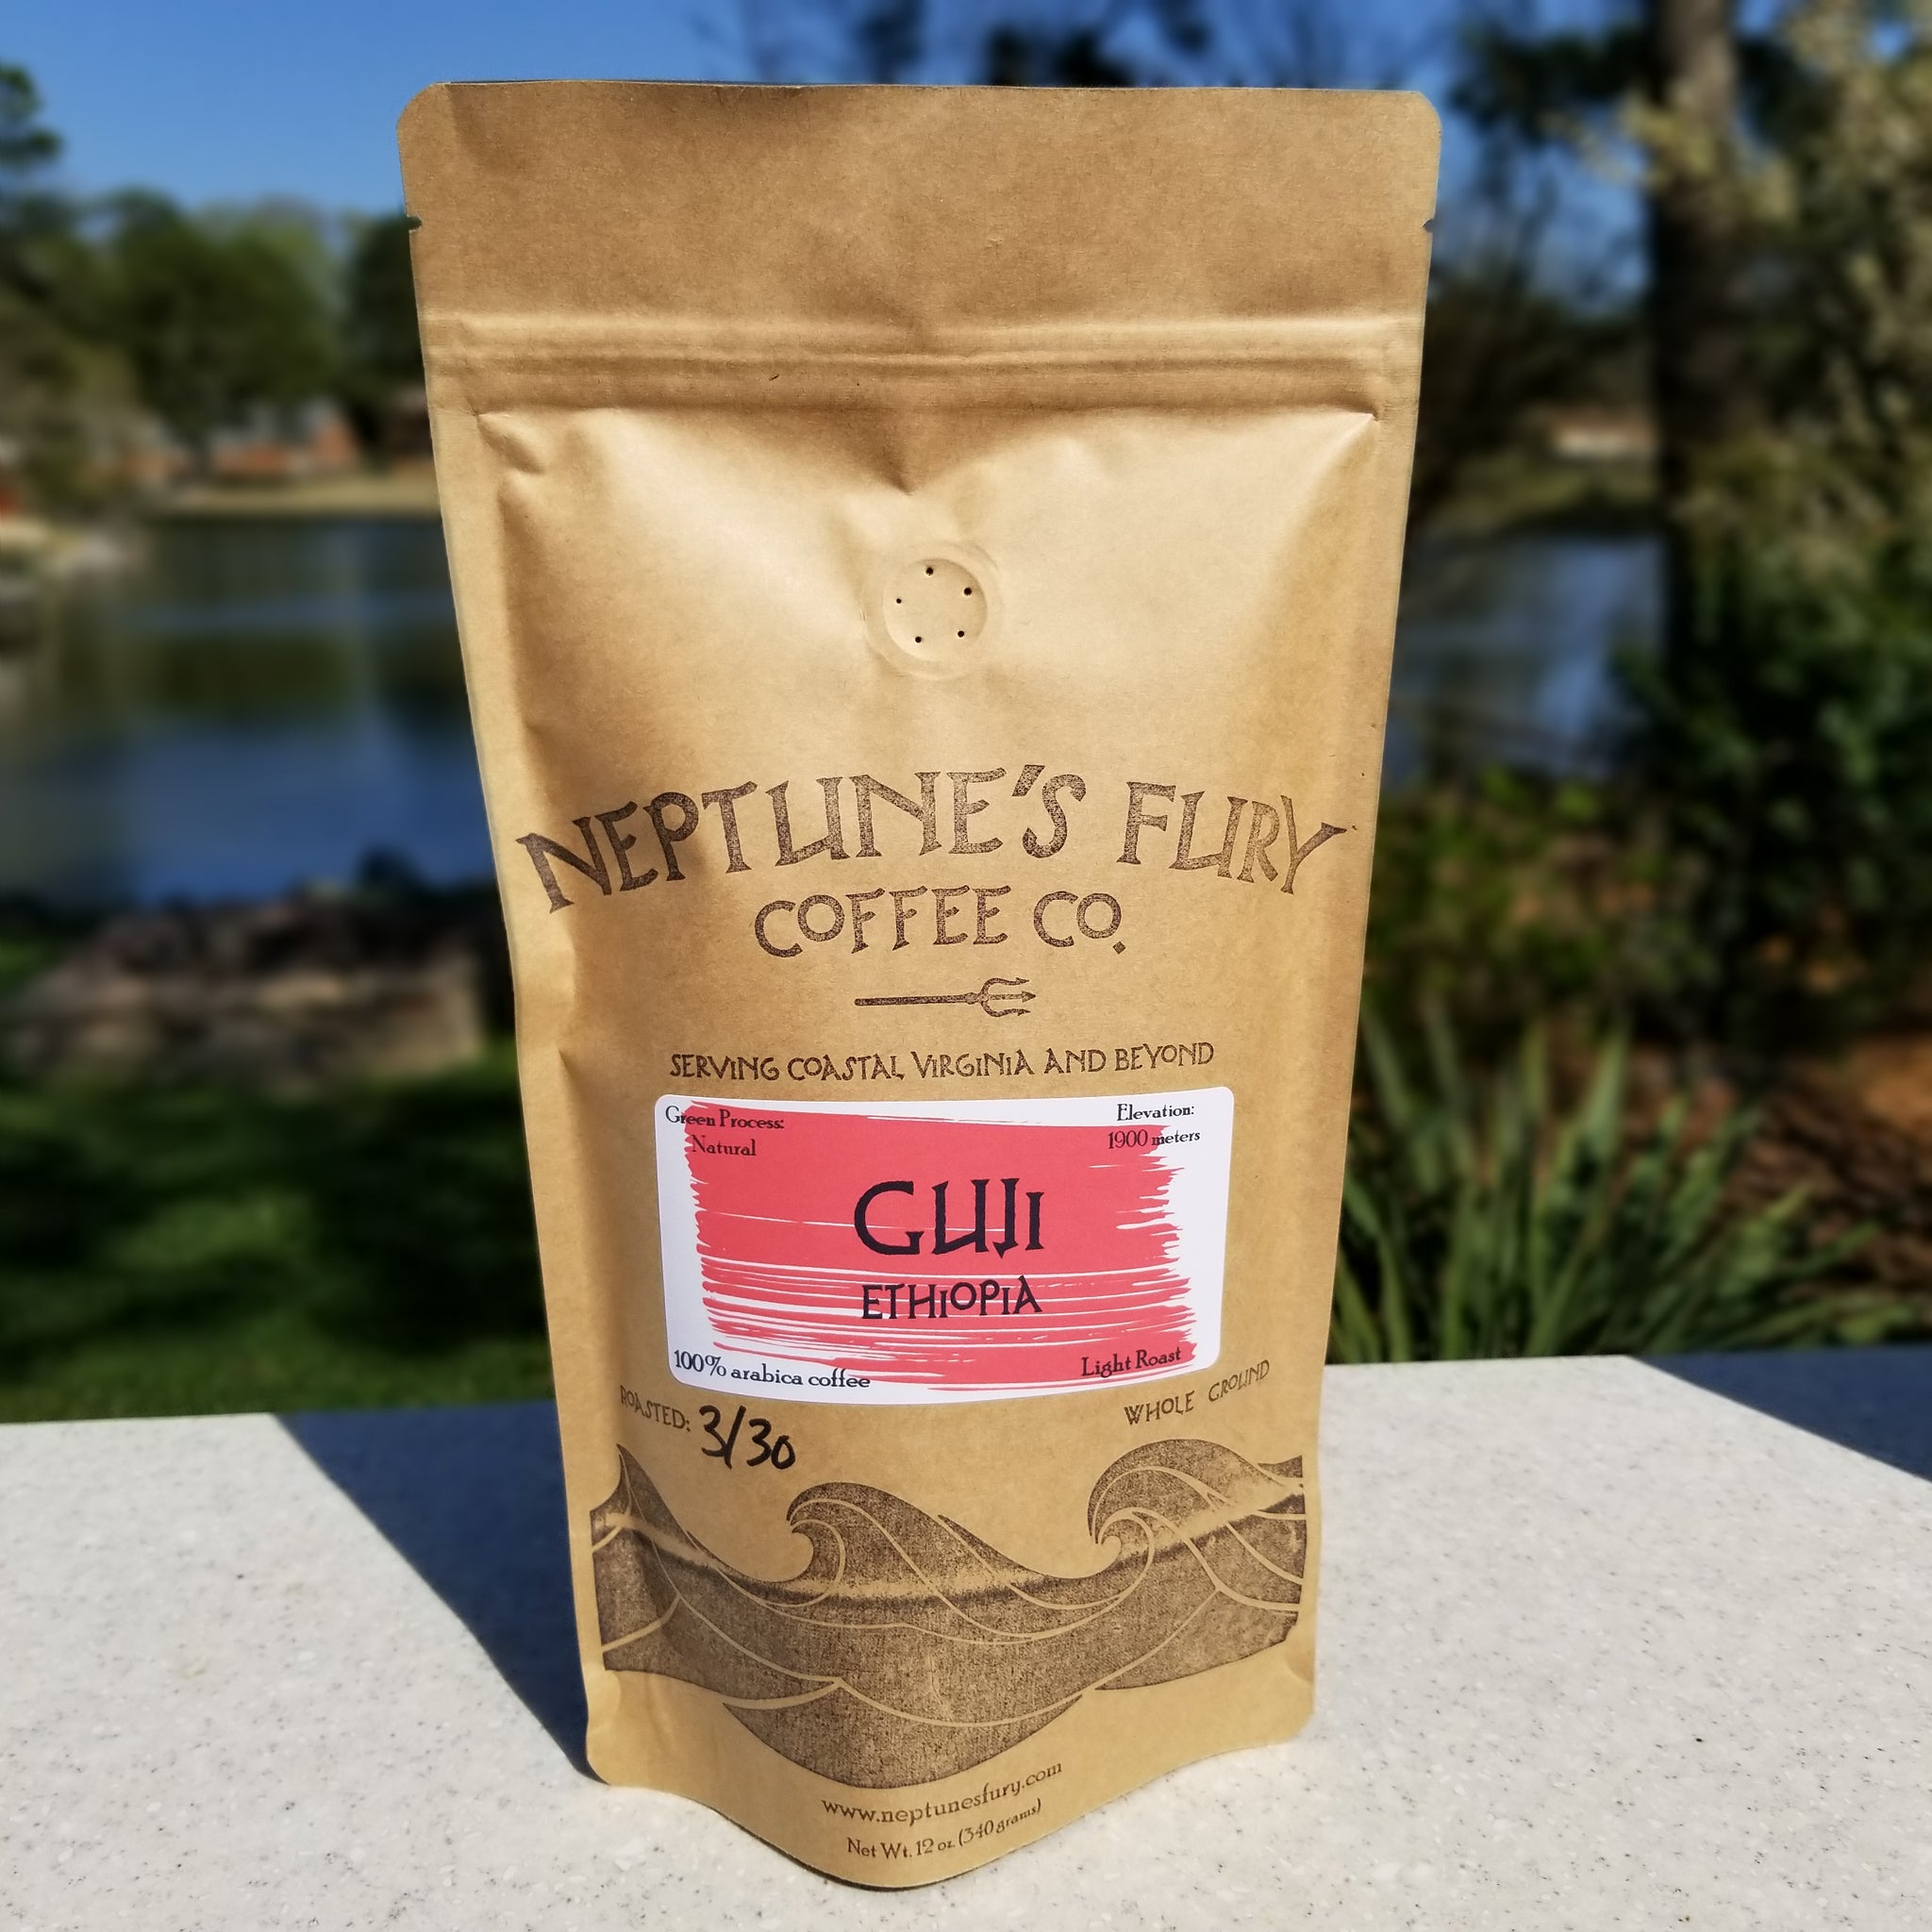 NEPTUNE'S FURY
COFFEE CO.
SERVING COASTAL VIRGINIA AND BEYOND
Green Process:
Natural
Elevation:
1900 meters
GUJI
ETHIOPIA
100% arabica coffee
Light Roast
ROASTED: 3/30
WHOLE GROUND
www.neptunesfury.com
Net Wt. 12 oz. (340 grams)